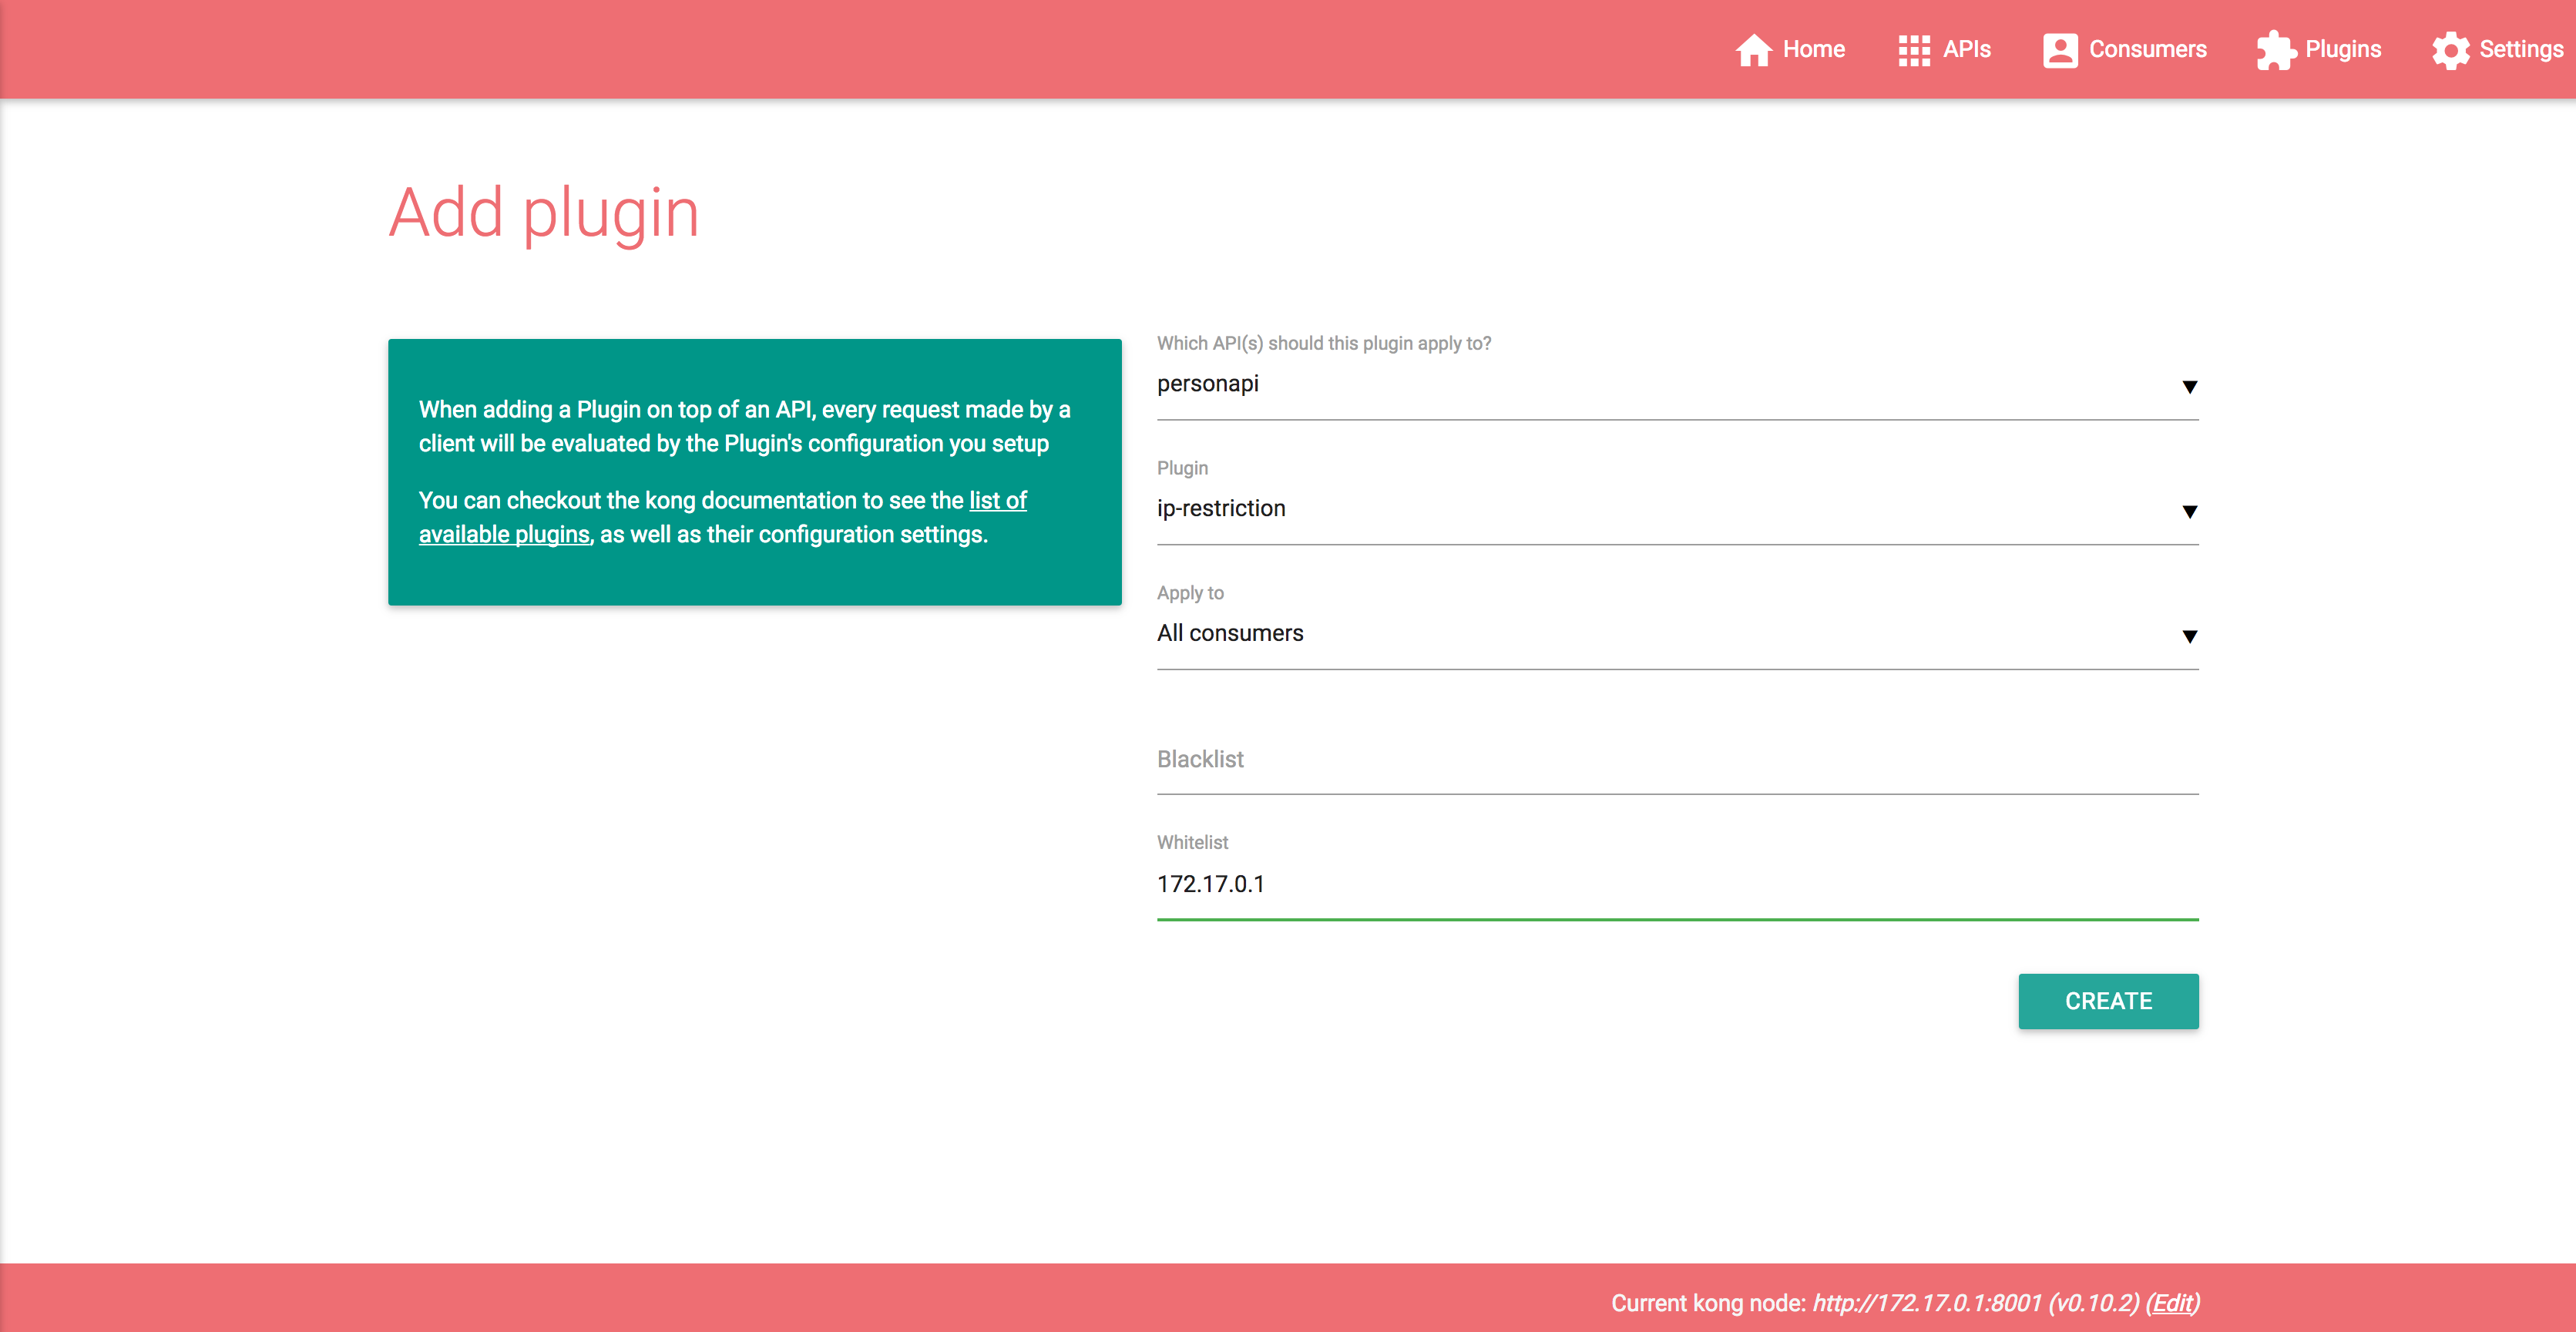 Home APIs Consumers Plugins Settings
Add plugin
When adding a Plugin on top of an API, every request made by a
client will be evaluated by the Plugin's configuration you setup
You can checkout the kong documentation to see the list of
available plugins, as well as their configuration settings.
Which API(s) should this plugin apply to?
personapi
Plugin
ip-restriction
Apply to
All consumers
Blacklist
Whitelist
172.17.0.1
CREATE
Current kong node: http://172.17.0.1:8001 (v0.10.2) (Edit)